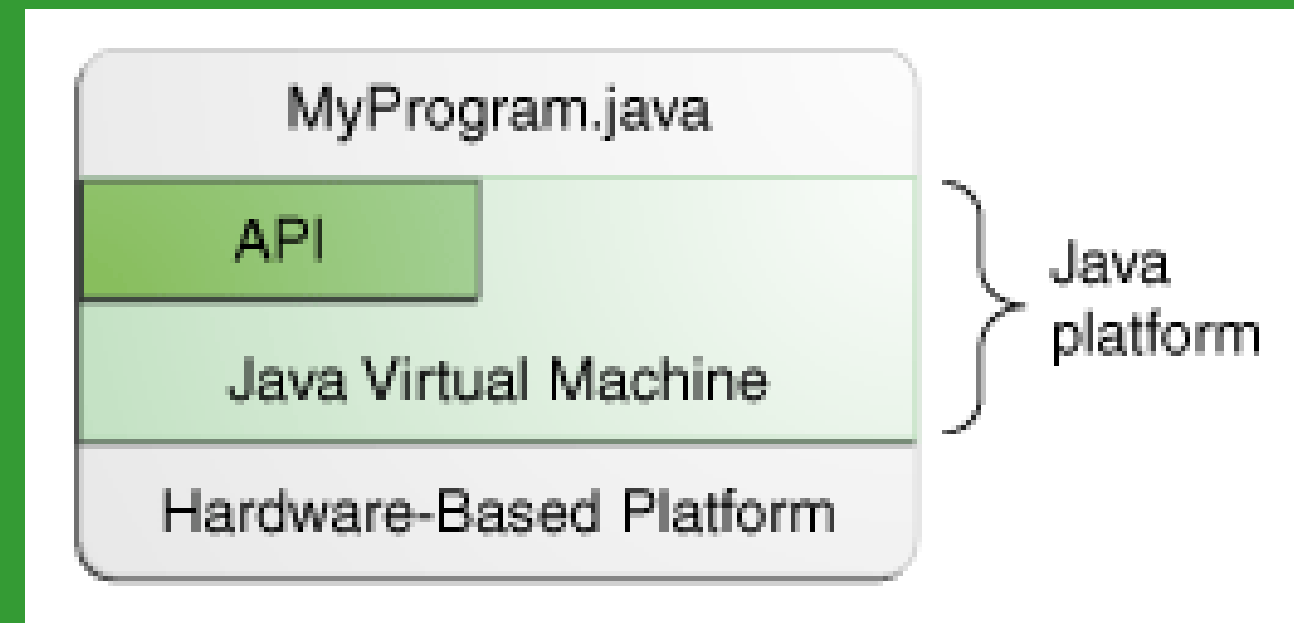 MyProgram.java
API
Java Virtual Machine
Hardware-Based Platform
Java
platform